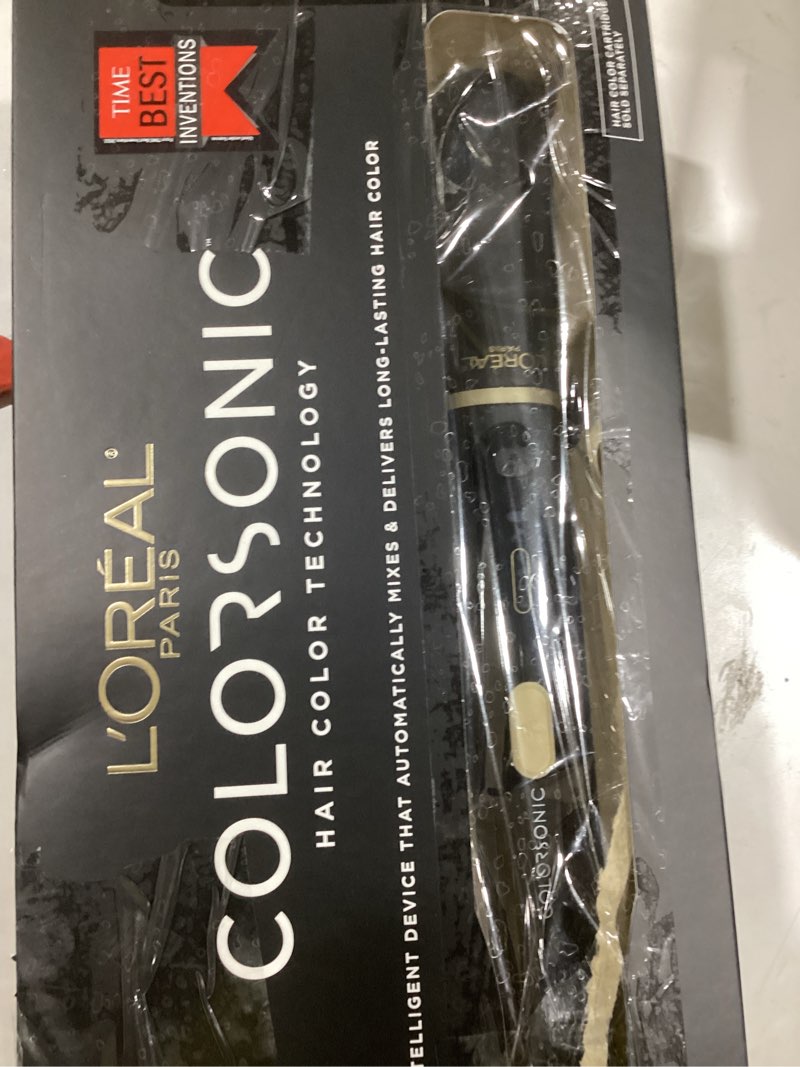 TIME
BEST
INVENTIONS
L'ORÉAL®
PARIS
COLORSONIC™
HAIR COLOR TECHNOLOGY
TELLIGENT DEVICE THAT AUTOMATICALLY MIXES & DELIVERS LONG-LASTING HAIR COLOR
L'ORÉAL
PARIS
COLORSONIC
HAIR COLOR CARTRIDGE
SOLD SEPARATELY